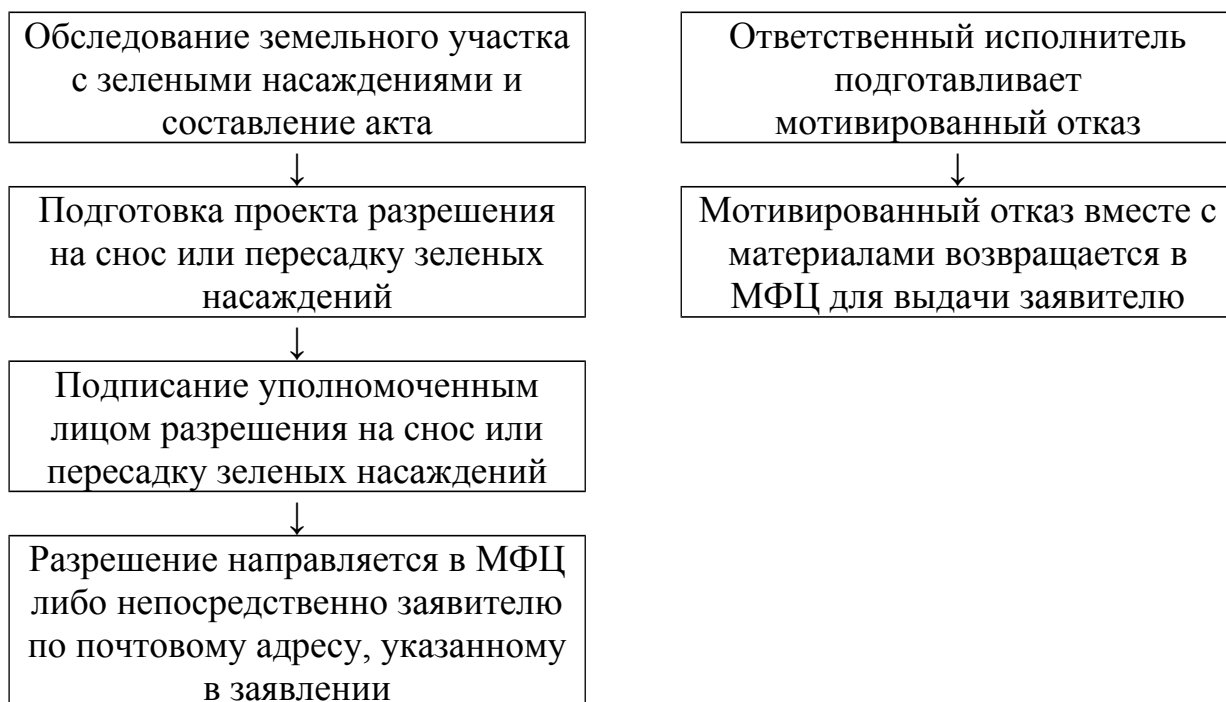 Обследование земельного участка
с зелеными насаждениями и
составление акта
↓
Подготовка проекта разрешения
на снос или пересадку зеленых
насаждений
↓
Подписание уполномоченным
лицом разрешения на снос или
пересадку зеленых насаждений
↓
Разрешение направляется в МФЦ
либо непосредственно заявителю
по почтовому адресу, указанному
в заявлении
Ответственный исполнитель
подготавливает
мотивированный отказ
↓
Мотивированный отказ вместе с
материалами возвращается в
МФЦ для выдачи заявителю